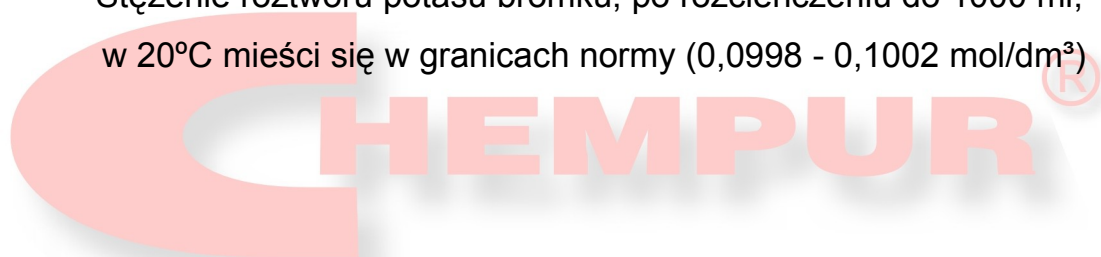 Stężenie roztworu potasu bromku, po rozcieńczeniu do 1000 ml,
w 20ºC mieści się w granicach normy (0,0998 - 0,1002 mol/dm³)
CHEMPUR®